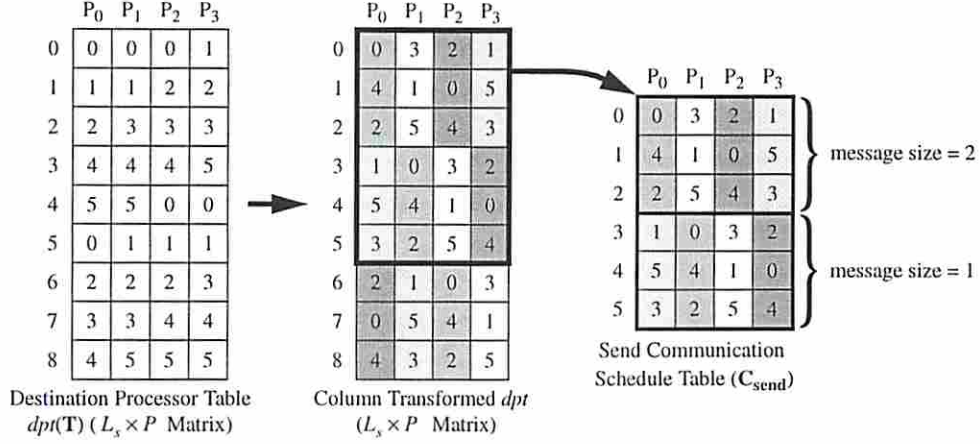 P0 P1 P2 P3
0 0 0 0 1
1 1 1 2 2
2 2 3 3 3
3 4 4 4 5
4 5 5 0 0
5 0 1 1 1
6 2 2 2 3
7 3 3 4 4
8 4 5 5 5
Destination Processor Table
dpt(T) ( Ls × P Matrix)
P0 P1 P2 P3
0 0 3 2 1
1 4 1 0 5
2 2 5 4 3
3 1 0 3 2
4 5 4 1 0
5 3 2 5 4
6 2 1 0 3
7 0 5 4 1
8 4 3 2 5
Column Transformed dpt
(Ls × P Matrix)
P0 P1 P2 P3
0 0 3 2 1
1 4 1 0 5
2 2 5 4 3
message size = 2
3 1 0 3 2
4 5 4 1 0
5 3 2 5 4
message size = 1
Send Communication
Schedule Table (Csend)